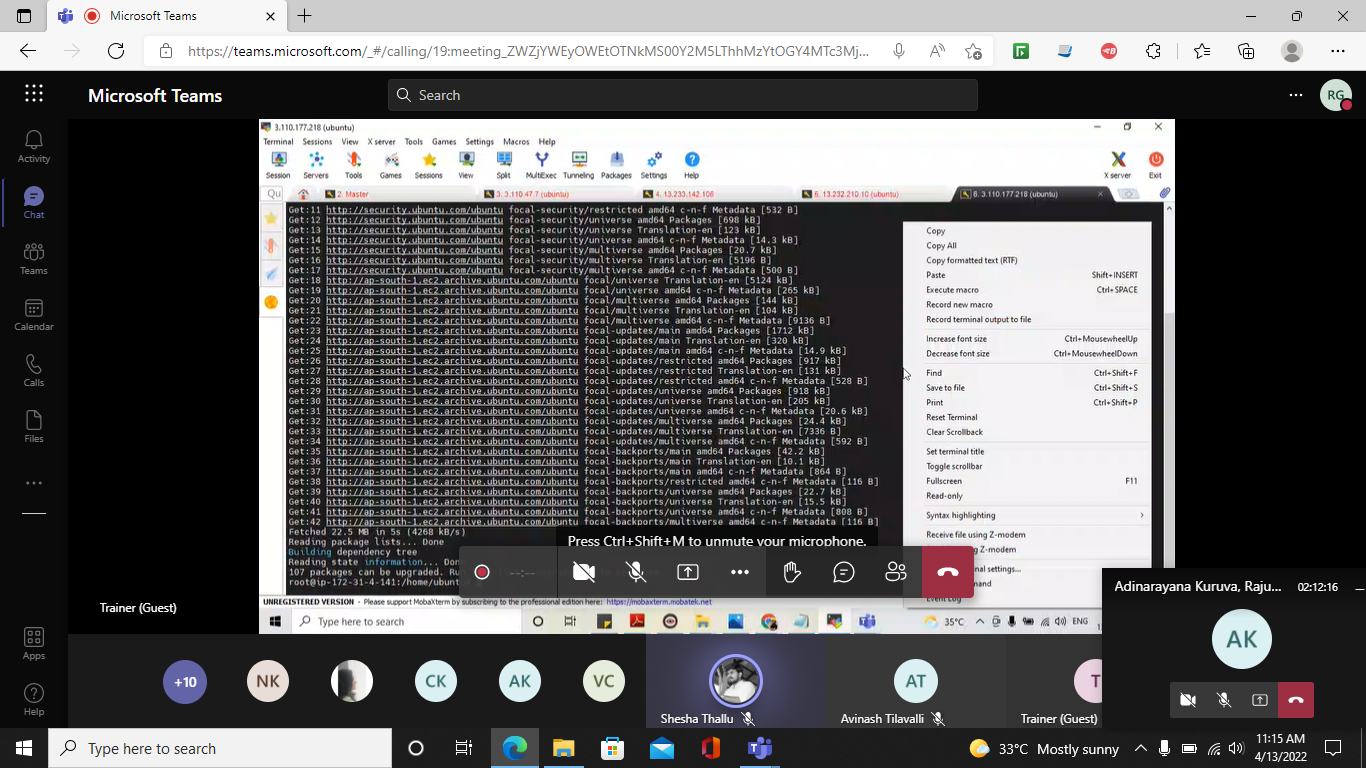 Microsoft Teams
https://teams.microsoft.com/_#/calling/19:meeting_ZWZjYWEyOWEtOTNkMS00Y2M5LThhMzYtOGY4MTc3Mj...
Microsoft Teams
Search
RG
Activity
Chat
Teams
Calendar
Calls
Files
Apps
Help
3.110.177.218 (ubuntu)
Terminal Sessions View X server Tools Games Settings Macros Help
Session Servers Tools Games Sessions View Split MultiExec Tunneling Packages Settings Help X server Exit
Qu 2. Master 3. 3.110.47.7 (ubuntu) 4. 13.233.142.106 6. 13.232.210.10 (ubuntu) 6. 3.110.177.218 (ubuntu)
Get:11 http://security.ubuntu.com/ubuntu focal-security/restricted amd64 c-n-f Metadata [532 B]
Get:12 http://security.ubuntu.com/ubuntu focal-security/universe amd64 Packages [698 kB]
Get:13 http://security.ubuntu.com/ubuntu focal-security/universe Translation-en [123 kB]
Get:14 http://security.ubuntu.com/ubuntu focal-security/universe amd64 c-n-f Metadata [14.3 kB]
Get:15 http://security.ubuntu.com/ubuntu focal-security/multiverse amd64 Packages [20.7 kB]
Get:16 http://security.ubuntu.com/ubuntu focal-security/multiverse Translation-en [5196 B]
Get:17 http://security.ubuntu.com/ubuntu focal-security/multiverse amd64 c-n-f Metadata [500 B]
Get:18 http://ap-south-1.ec2.archive.ubuntu.com/ubuntu focal/universe Translation-en [5124 kB]
Get:19 http://ap-south-1.ec2.archive.ubuntu.com/ubuntu focal/universe amd64 c-n-f Metadata [265 kB]
Get:20 http://ap-south-1.ec2.archive.ubuntu.com/ubuntu focal/multiverse amd64 Packages [144 kB]
Get:21 http://ap-south-1.ec2.archive.ubuntu.com/ubuntu focal/multiverse Translation-en [104 kB]
Get:22 http://ap-south-1.ec2.archive.ubuntu.com/ubuntu focal/multiverse amd64 c-n-f Metadata [9136 B]
Get:23 http://ap-south-1.ec2.archive.ubuntu.com/ubuntu focal-updates/main amd64 Packages [1712 kB]
Get:24 http://ap-south-1.ec2.archive.ubuntu.com/ubuntu focal-updates/main Translation-en [320 kB]
Get:25 http://ap-south-1.ec2.archive.ubuntu.com/ubuntu focal-updates/main amd64 c-n-f Metadata [14.9 kB]
Get:26 http://ap-south-1.ec2.archive.ubuntu.com/ubuntu focal-updates/restricted amd64 Packages [917 kB]
Get:27 http://ap-south-1.ec2.archive.ubuntu.com/ubuntu focal-updates/restricted Translation-en [131 kB]
Get:28 http://ap-south-1.ec2.archive.ubuntu.com/ubuntu focal-updates/restricted amd64 c-n-f Metadata [528 B]
Get:29 http://ap-south-1.ec2.archive.ubuntu.com/ubuntu focal-updates/universe amd64 Packages [918 kB]
Get:30 http://ap-south-1.ec2.archive.ubuntu.com/ubuntu focal-updates/universe Translation-en [205 kB]
Get:31 http://ap-south-1.ec2.archive.ubuntu.com/ubuntu focal-updates/universe amd64 c-n-f Metadata [20.6 kB]
Get:32 http://ap-south-1.ec2.archive.ubuntu.com/ubuntu focal-updates/multiverse amd64 Packages [24.4 kB]
Get:33 http://ap-south-1.ec2.archive.ubuntu.com/ubuntu focal-updates/multiverse Translation-en [7336 B]
Get:34 http://ap-south-1.ec2.archive.ubuntu.com/ubuntu focal-updates/multiverse amd64 c-n-f Metadata [592 B]
Get:35 http://ap-south-1.ec2.archive.ubuntu.com/ubuntu focal-backports/main amd64 Packages [42.2 kB]
Get:36 http://ap-south-1.ec2.archive.ubuntu.com/ubuntu focal-backports/main Translation-en [10.1 kB]
Get:37 http://ap-south-1.ec2.archive.ubuntu.com/ubuntu focal-backports/main amd64 c-n-f Metadata [864 B]
Get:38 http://ap-south-1.ec2.archive.ubuntu.com/ubuntu focal-backports/restricted amd64 c-n-f Metadata [116 B]
Get:39 http://ap-south-1.ec2.archive.ubuntu.com/ubuntu focal-backports/universe amd64 Packages [22.7 kB]
Get:40 http://ap-south-1.ec2.archive.ubuntu.com/ubuntu focal-backports/universe Translation-en [15.5 kB]
Get:41 http://ap-south-1.ec2.archive.ubuntu.com/ubuntu focal-backports/universe amd64 c-n-f Metadata [808 B]
Get:42 http://ap-south-1.ec2.archive.ubuntu.com/ubuntu focal-backports/multiverse amd64 c-n-f Metadata [116 B]
Fetched 22.5 MB in 5s (4268 kB/s)
Reading package lists... Done
Building dependency tree
Reading state information... Don
107 packages can be upgraded. Ru
root@ip-172-31-4-141:/home/ubunt
Copy
Copy All
Copy formatted text (RTF)
Paste Shift+INSERT
Execute macro Ctrl+SPACE
Record new macro
Record terminal output to file
Increase font size Ctrl+MousewheelUp
Decrease font size Ctrl+MousewheelDown
Find Ctrl+Shift+F
Save to file Ctrl+Shift+S
Print Ctrl+Shift+P
Reset Terminal
Clear Scrollback
Set terminal title
Toggle scrollbar
Fullscreen F11
Read-only
Syntax highlighting
Receive file using Z-modem
g Z-modem
nal settings...
mand
Event Log
Press Ctrl+Shift+M to unmute your microphone.
--:--
UNREGISTERED VERSION - Please support MobaXterm by subscribing to the professional edition here: https://mobaxterm.mobatek.net
Type here to search
35°C ENG
Trainer (Guest)
Adinarayana Kuruva, Raju... 02:12:16
AK
+10 NK CK AK VC AT T
Shesha Thallu Avinash Tilavalli Trainer (Guest)
Type here to search
33°C Mostly sunny
11:15 AM
4/13/2022